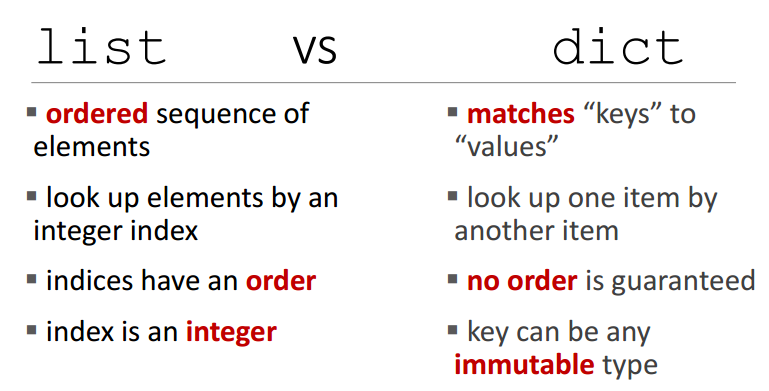 list vs dict
▪ ordered sequence of
elements
▪ look up elements by an
integer index
▪ indices have an order
▪ index is an integer
▪ matches “keys” to
“values”
▪ look up one item by
another item
▪ no order is guaranteed
▪ key can be any
immutable type